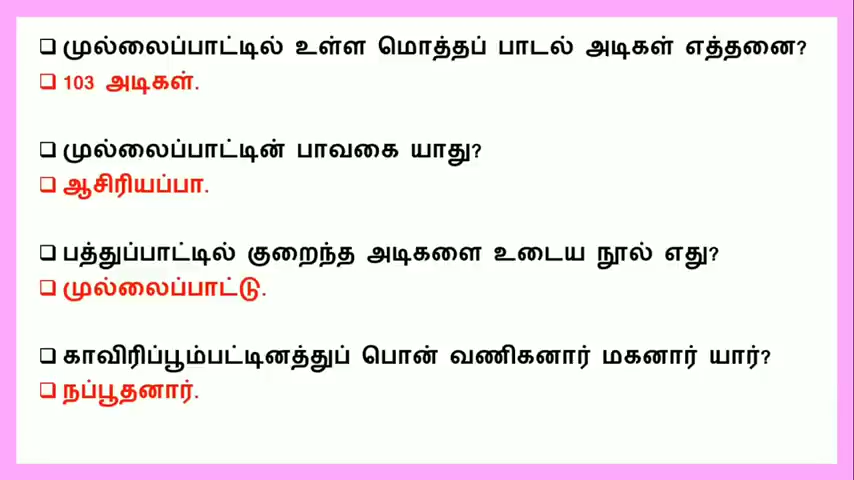 ❑ முல்லைப்பாட்டில் உள்ள மொத்தப் பாடல் அடிகள் எத்தனை?
❑ 103 அடிகள்.
❑ முல்லைப்பாட்டின் பாவகை யாது?
❑ ஆசிரியப்பா.
❑ பத்துப்பாட்டில் குறைந்த அடிகளை உடைய நூல் எது?
❑ முல்லைப்பாட்டு.
❑ காவிரிப்பூம்பட்டினத்துப் பொன் வணிகனார் மகனார் யார்?
❑ நப்பூதனார்.